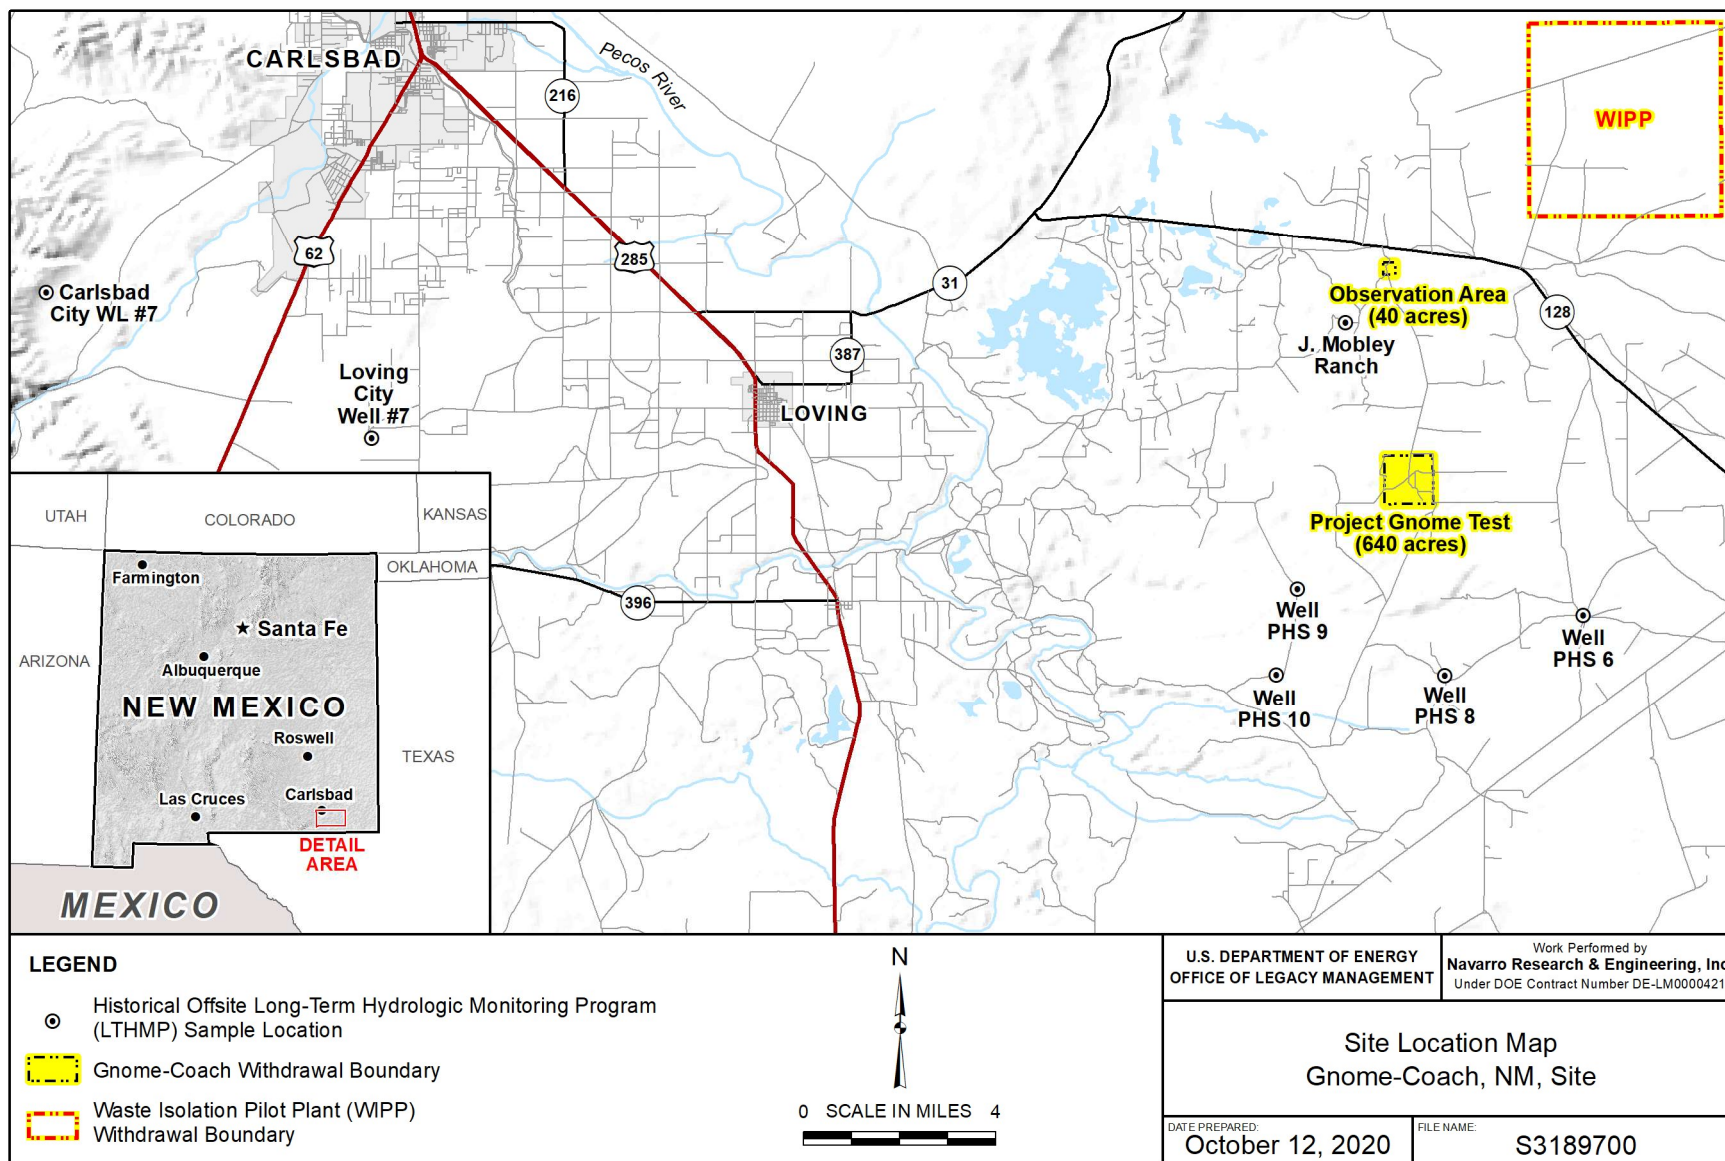 CARLSBAD
Pecos River
216
WIPP
62
285
31
Carlsbad
City WL #7
Observation Area
(40 acres)
128
J. Mobley
Ranch
387
Loving
City
Well #7
LOVING
Project Gnome Test
(640 acres)
396
Well
PHS 9
Well
PHS 6
Well
PHS 10
Well
PHS 8
UTAH
COLORADO
KANSAS
OKLAHOMA
Farmington
Santa Fe
ARIZONA
Albuquerque
NEW MEXICO
Roswell
TEXAS
Las Cruces
Carlsbad
DETAIL
AREA
MEXICO
LEGEND
Historical Offsite Long-Term Hydrologic Monitoring Program
(LTHMP) Sample Location
Gnome-Coach Withdrawal Boundary
Waste Isolation Pilot Plant (WIPP)
Withdrawal Boundary
N
0 SCALE IN MILES 4
U.S. DEPARTMENT OF ENERGY
OFFICE OF LEGACY MANAGEMENT
Work Performed by
Navarro Research & Engineering, Inc
Under DOE Contract Number DE-LM0000421
Site Location Map
Gnome-Coach, NM, Site
DATE PREPARED:
October 12, 2020
FILE NAME:
S3189700